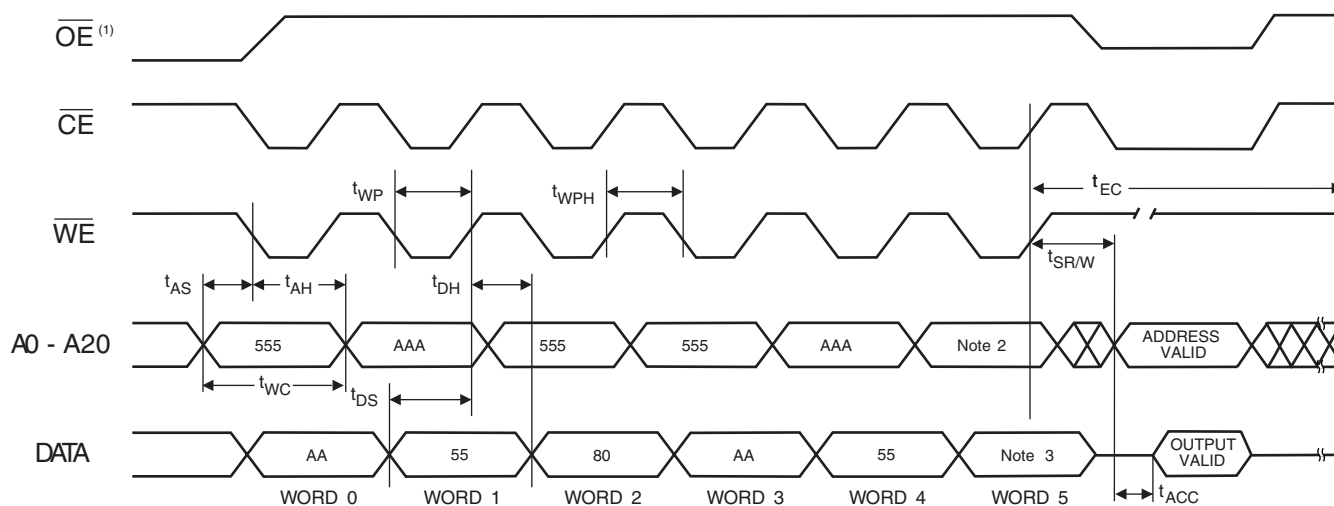 OE (1)
CE
tWP
tWPH
tEC
WE
tSR/W
tAS
tAH
tDH
A0 - A20
555
AAA
555
555
AAA
Note 2
ADDRESS
VALID
tWC
tDS
DATA
AA
55
80
AA
55
Note 3
OUTPUT
VALID
WORD 0
WORD 1
WORD 2
WORD 3
WORD 4
WORD 5
tACC